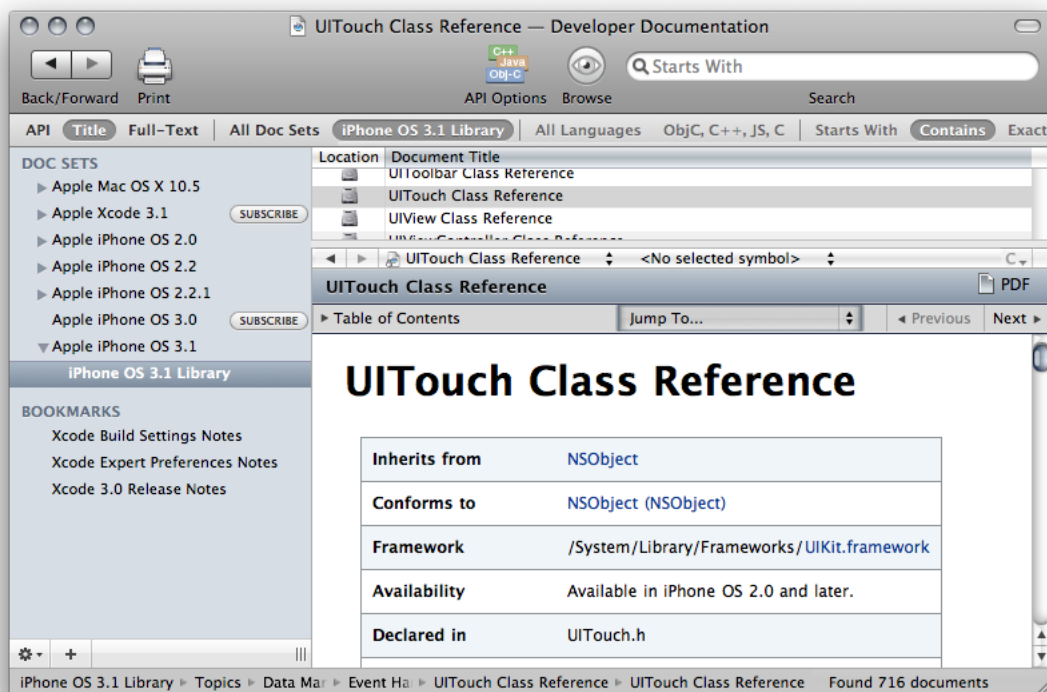 UITouch Class Reference — Developer Documentation
C++
Java
Obj-C
Starts With
Back/Forward Print API Options Browse Search
API Title Full-Text All Doc Sets iPhone OS 3.1 Library All Languages ObjC, C++, JS, C Starts With Contains Exact
DOC SETS
Apple Mac OS X 10.5
Apple Xcode 3.1 SUBSCRIBE
Apple iPhone OS 2.0
Apple iPhone OS 2.2
Apple iPhone OS 2.2.1
Apple iPhone OS 3.0 SUBSCRIBE
Apple iPhone OS 3.1
iPhone OS 3.1 Library
BOOKMARKS
Xcode Build Settings Notes
Xcode Expert Preferences Notes
Xcode 3.0 Release Notes
Location Document Title
UIToolbar Class Reference
UITouch Class Reference
UIView Class Reference
UIViewController Class Reference
UITouch Class Reference <No selected symbol> C
UITouch Class Reference PDF
Table of Contents Jump To... Previous Next
UITouch Class Reference
Inherits from NSObject
Conforms to NSObject (NSObject)
Framework /System/Library/Frameworks/UIKit.framework
Availability Available in iPhone OS 2.0 and later.
Declared in UITouch.h
iPhone OS 3.1 Library Topics Data Mar Event Ha UITouch Class Reference UITouch Class Reference Found 716 documents